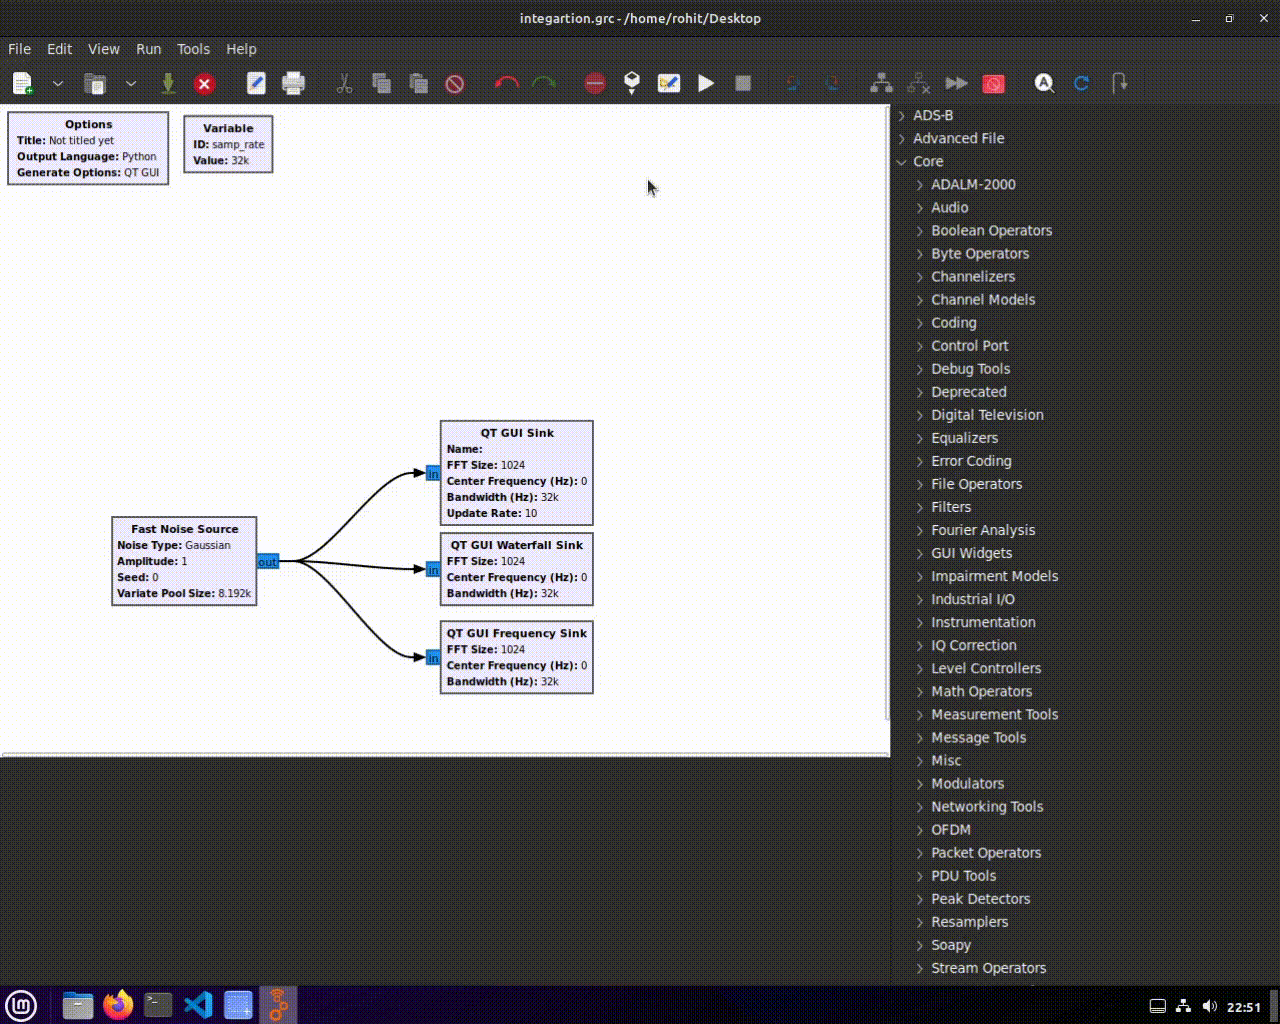 integartion.grc - /home/rohit/Desktop
File Edit View Run Tools Help
Options
Title: Not titled yet
Output Language: Python
Generate Options: QT GUI
Variable
ID: samp_rate
Value: 32k
QT GUI Sink
Name:
FFT Size: 1024
Center Frequency (Hz): 0
Bandwidth (Hz): 32k
Update Rate: 10
in
Fast Noise Source
Noise Type: Gaussian
Amplitude: 1
Seed: 0
Variate Pool Size: 8.192k
out
QT GUI Waterfall Sink
FFT Size: 1024
Center Frequency (Hz): 0
Bandwidth (Hz): 32k
in
QT GUI Frequency Sink
FFT Size: 1024
Center Frequency (Hz): 0
Bandwidth (Hz): 32k
in
ADS-B
Advanced File
Core
ADALM-2000
Audio
Boolean Operators
Byte Operators
Channelizers
Channel Models
Coding
Control Port
Debug Tools
Deprecated
Digital Television
Equalizers
Error Coding
File Operators
Filters
Fourier Analysis
GUI Widgets
Impairment Models
Industrial I/O
Instrumentation
IQ Correction
Level Controllers
Math Operators
Measurement Tools
Message Tools
Misc
Modulators
Networking Tools
OFDM
Packet Operators
PDU Tools
Peak Detectors
Resamplers
Soapy
Stream Operators
22:51